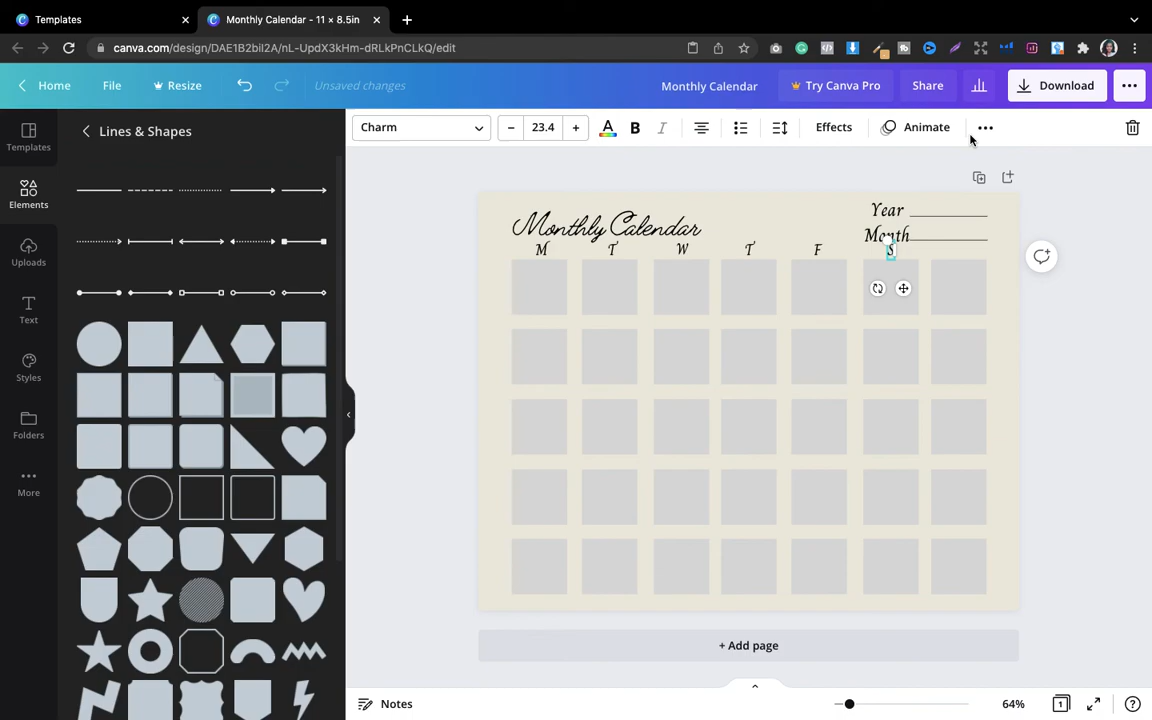 Templates
Monthly Calendar - 11 × 8.5in
canva.com/design/DAE1B2biI2A/nL-UpdX3kHm-dRLkPnCLkQ/edit
Home
File
Resize
Unsaved changes
Monthly Calendar
Try Canva Pro
Share
Download
Templates
Elements
Uploads
Text
Styles
Folders
More
Lines & Shapes
Charm
23.4
A
B
I
Effects
Animate
Monthly Calendar
Year
Month
M T W T F S
+ Add page
Notes
64%
1
?